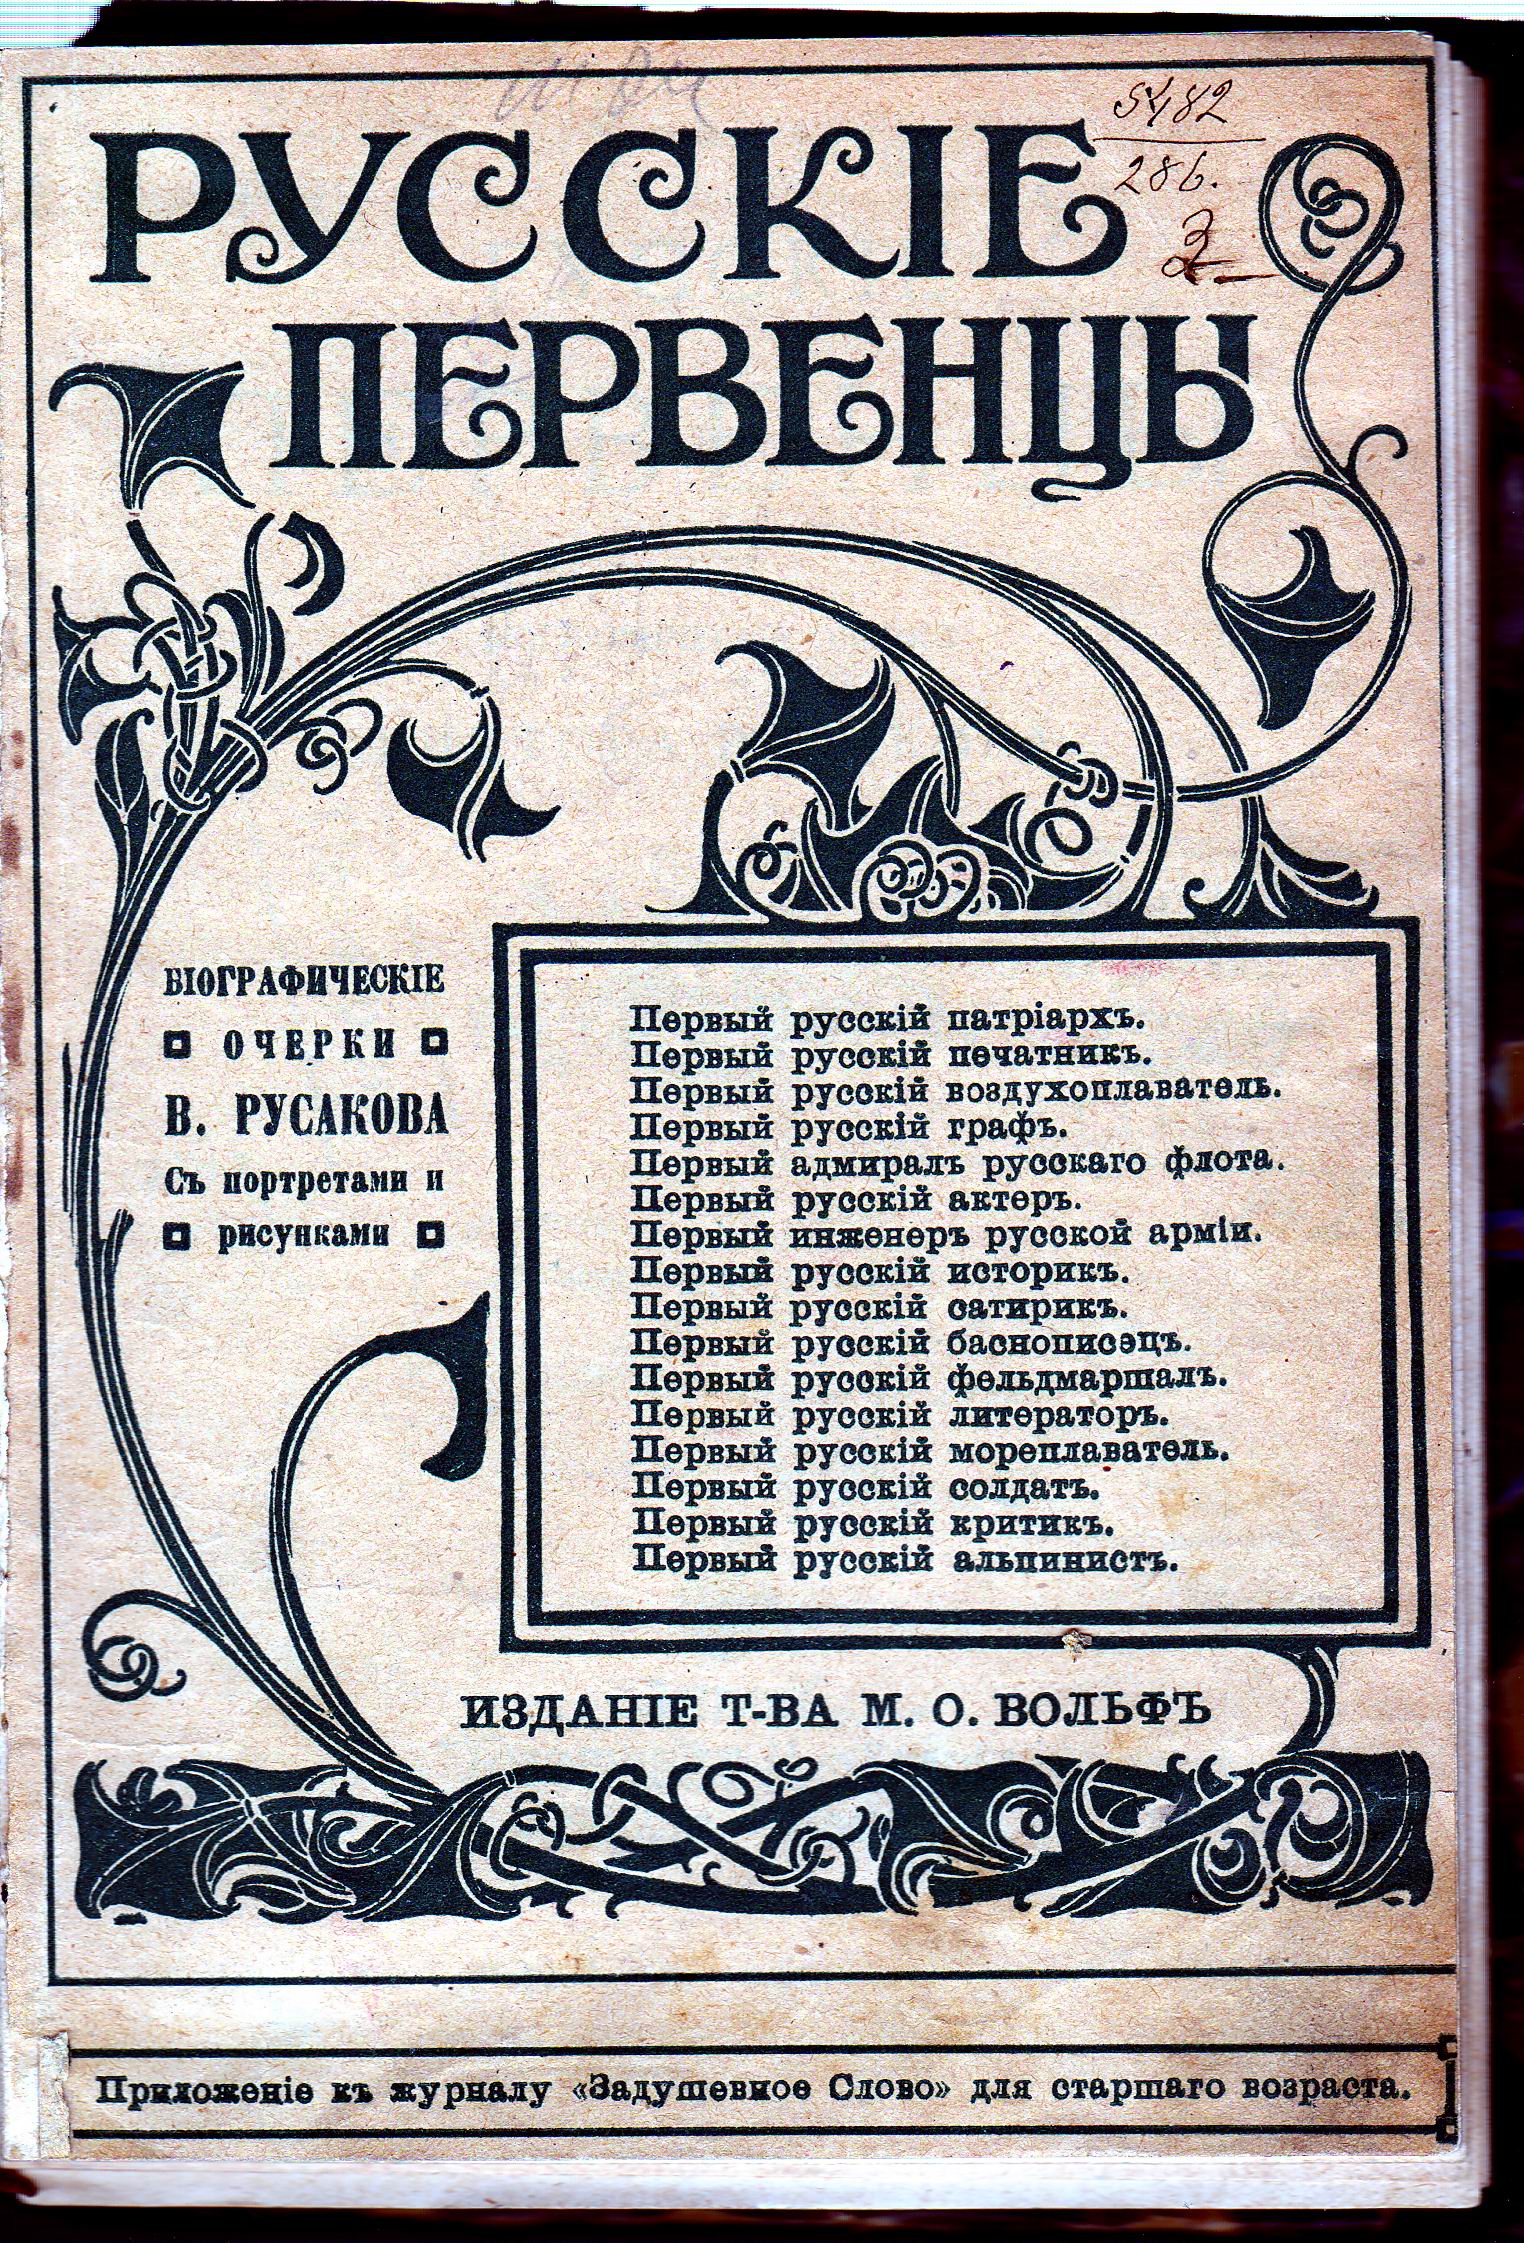 5482
286.
РУССКІЕ
ПЕРВЕНЦЫ
БІОГРАФИЧЕСКІЕ
ОЧЕРКИ
В. РУСАКОВА
Съ портретами и
рисунками
Первый русскій патріархъ.
Первый русскій печатникъ.
Первый русскій воздухоплаватель.
Первый русскій графъ.
Первый адмиралъ русскаго флота.
Первый русскій актеръ.
Первый инженеръ русской арміи.
Первый русскій историкъ.
Первый русскій сатирикъ.
Первый русскій баснописэцъ.
Первый русскій фельдмаршалъ.
Первый русскій литераторъ.
Первый русскій мореплаватель.
Первый русскій солдатъ.
Первый русскій критикъ.
Первый русскій альпинистъ.
ИЗДАНІЕ Т-ВА М. О. ВОЛЬФЪ
Приложеніе къ журналу «Задушевное Слово» для старшаго возраста.